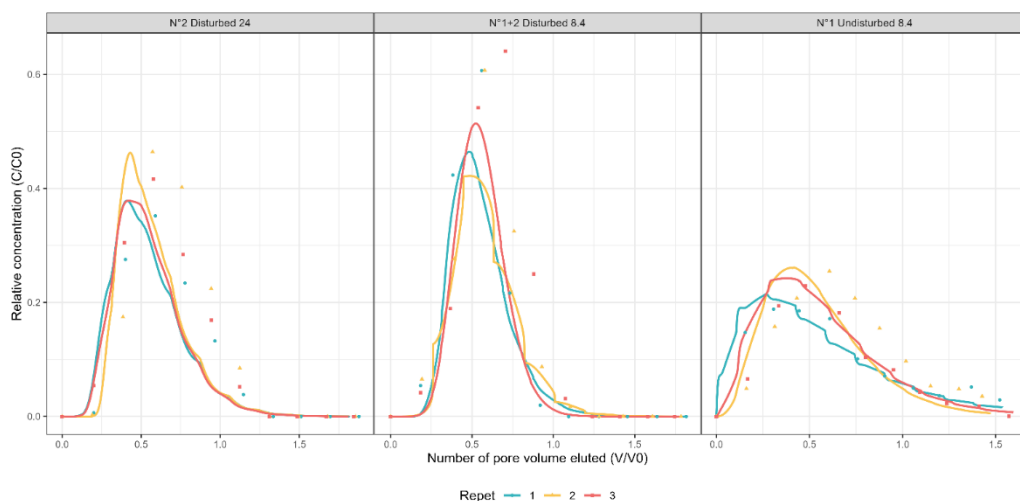 N°2 Disturbed 24
N°1+2 Disturbed 8.4
N°1 Undisturbed 8.4
Relative concentration (C/C0)
0.6
0.4
0.2
0.0
0.0 0.5 1.0 1.5
0.0 0.5 1.0 1.5
0.0 0.5 1.0 1.5
Number of pore volume eluted (V/V0)
Repet 1 2 3